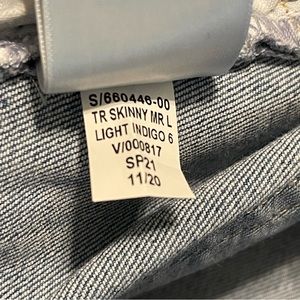 S/660446-00
TR SKINNY MR L
LIGHT INDIGO 6
V/000817
SP21
11/20